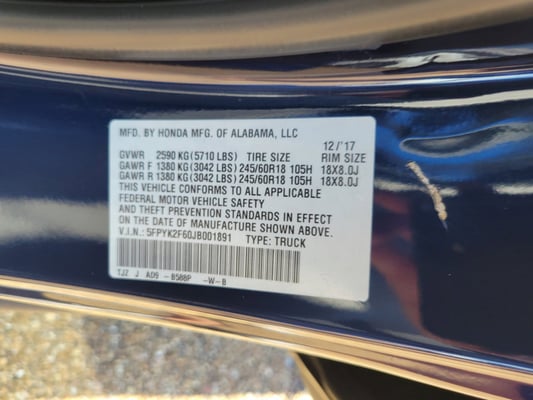 MFD. BY HONDA MFG. OF ALABAMA, LLC
12/'17
GVWR 2590 KG(5710 LBS) TIRE SIZE RIM SIZE
GAWR F 1380 KG(3042 LBS) 245/60R18 105H 18X8.0J
GAWR R 1380 KG(3042 LBS) 245/60R18 105H 18X8.0J
THIS VEHICLE CONFORMS TO ALL APPLICABLE
FEDERAL MOTOR VEHICLE SAFETY
AND THEFT PREVENTION STANDARDS IN EFFECT
ON THE DATE OF MANUFACTURE SHOWN ABOVE.
V.I.N.: 5FPYK2F60JB001891 TYPE: TRUCK
TJZ J A09 -B588P -W-B